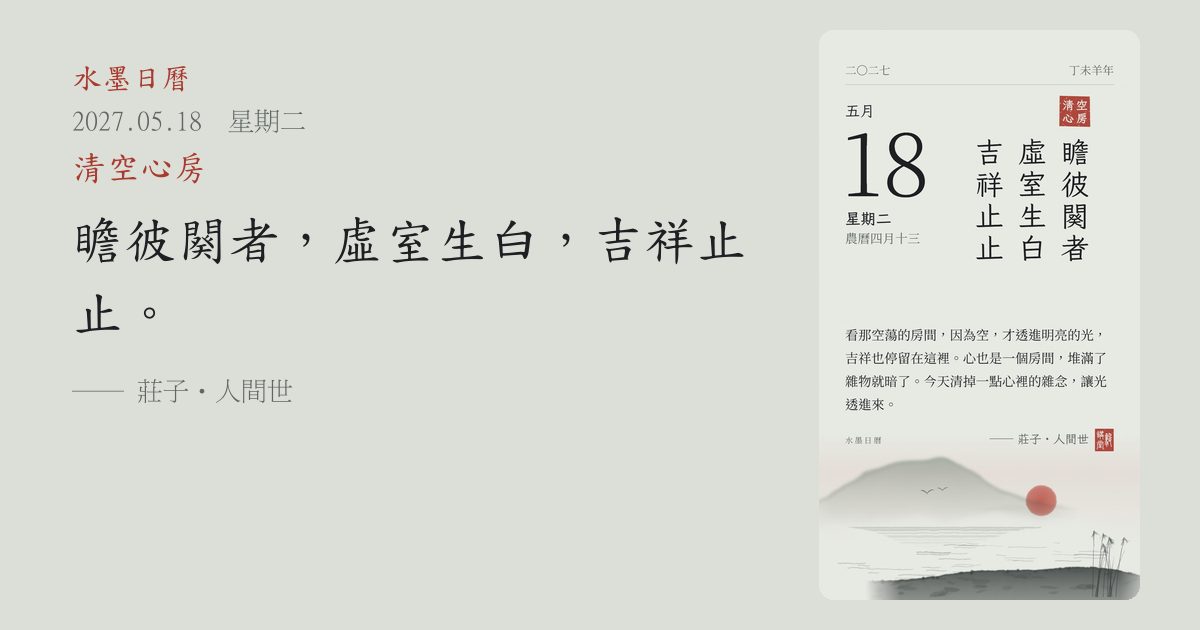 水墨日曆
2027.05.18 星期二
清空心房
瞻彼闋者，虛室生白，吉祥止
止。
—— 莊子・人間世
二〇二七
丁未羊年
五月
18
星期二
農曆四月十三
清空
心房
瞻彼闋者
虛室生白
吉祥止止
看那空蕩的房間，因為空，才透進明亮的光，
吉祥也停留在這裡。心也是一個房間，堆滿了
雜物就暗了。今天清掉一點心裡的雜念，讓光
透進來。
水墨日曆
—— 莊子・人間世